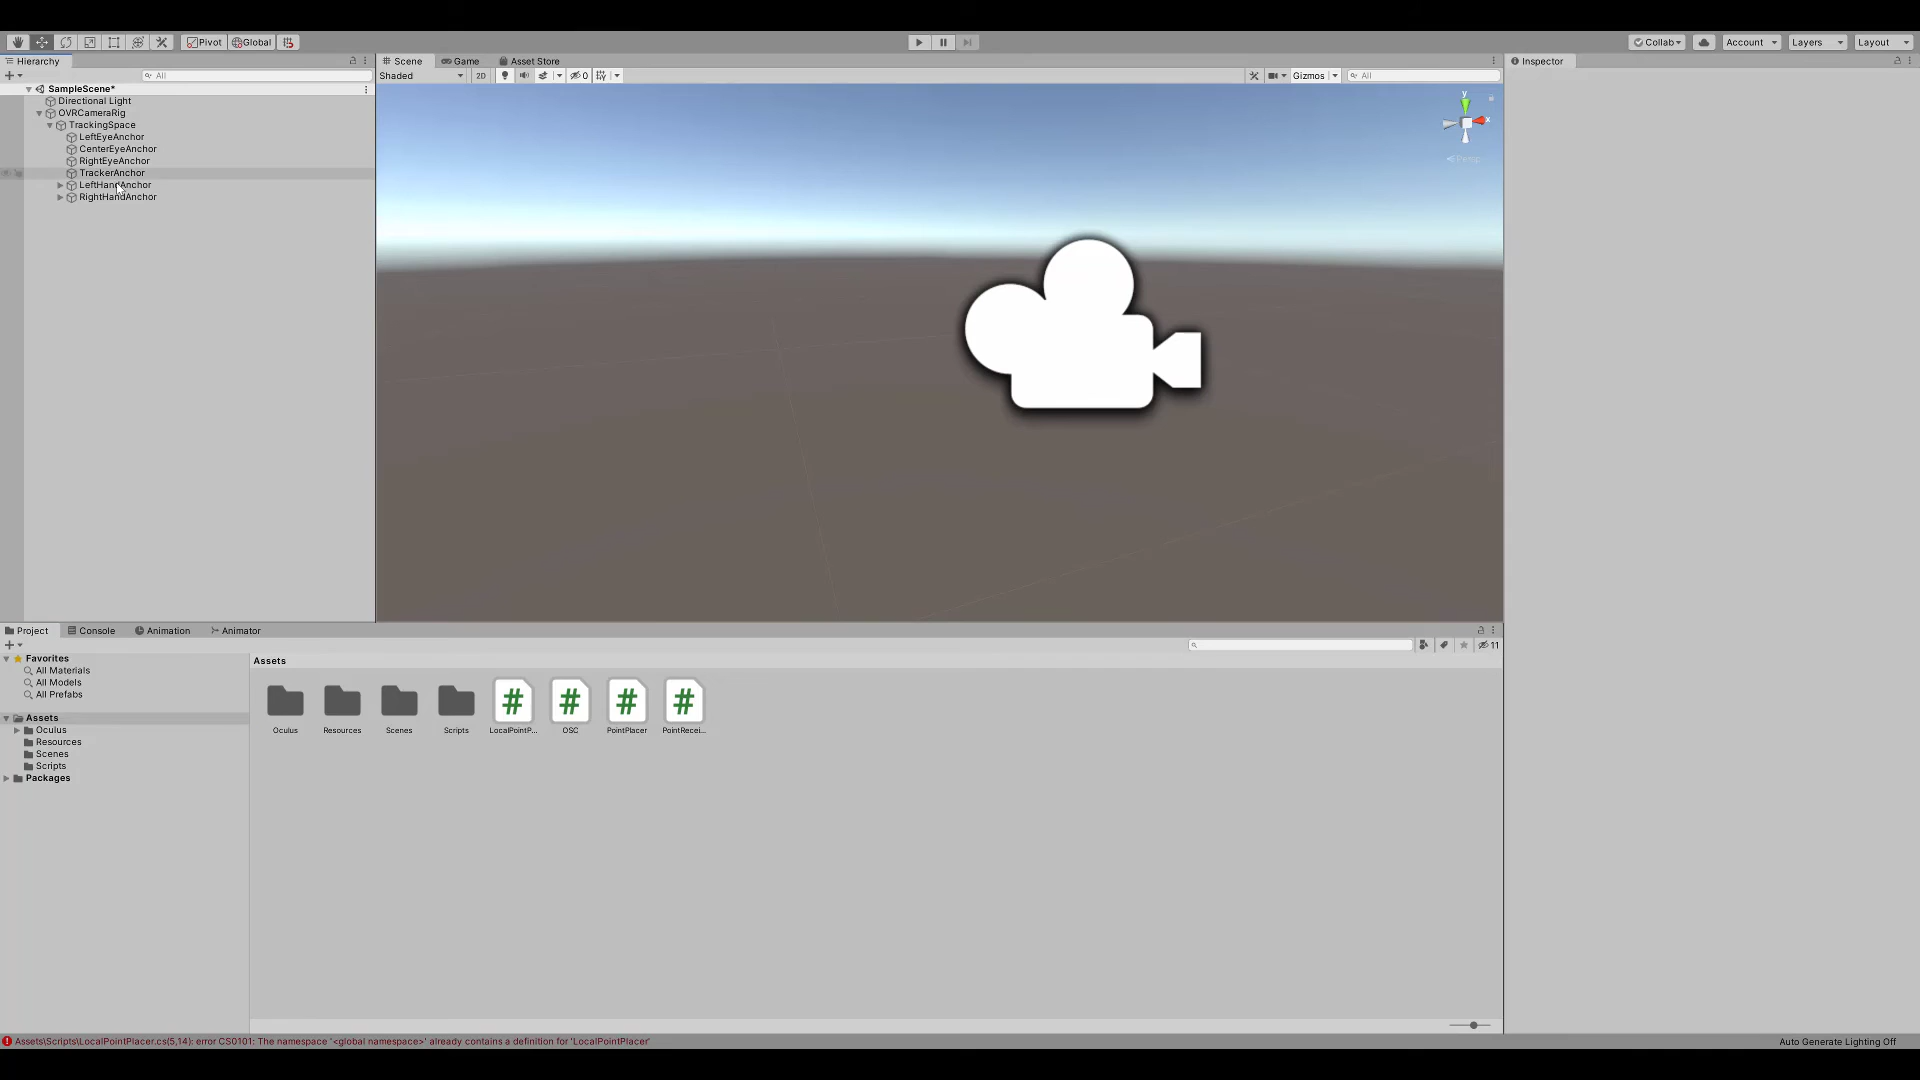 Pivot Global Collab Account Layers Layout
Hierarchy Scene Game Asset Store Inspector
All Shaded 2D 0 Gizmos All
SampleScene*
Directional Light
OVRCameraRig
TrackingSpace
LeftEyeAnchor
CenterEyeAnchor
RightEyeAnchor
TrackerAnchor
LeftHandAnchor
RightHandAnchor
y
x
Persp
Project Console Animation Animator
11
Favorites
All Materials
All Models
All Prefabs
Assets
Oculus
Resources
Scenes
Scripts
Packages
Assets
# # # #
Oculus Resources Scenes Scripts LocalPointP... OSC PointPlacer PointRecei...
Assets\Scripts\LocalPointPlacer.cs(5,14): error CS0101: The namespace '<global namespace>' already contains a definition for 'LocalPointPlacer'
Auto Generate Lighting Off